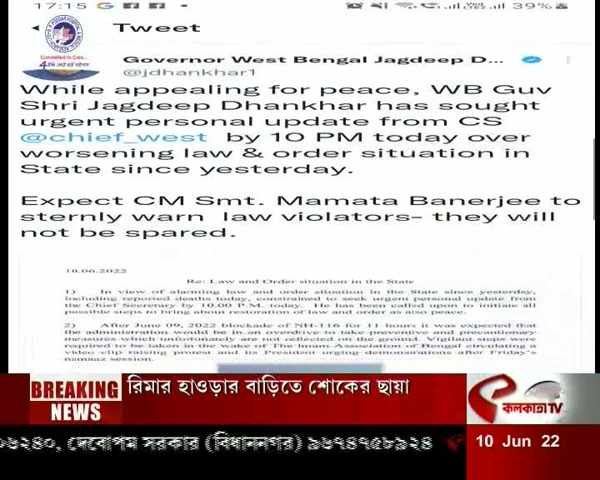 17:15
39%
Tweet
Governor West Bengal Jagdeep D...
@jdhankhar1
Committed to Care...
While appealing for peace, WB Guv
Shri Jagdeep Dhankhar has sought
urgent personal update from CS
@chief_west by 10 PM today over
worsening law & order situation in
State since yesterday.
Expect CM Smt. Mamata Banerjee to
sternly warn law violators- they will
not be spared.
10.06.2022
Re: Law and Order situation in the State
1) In view of alarming law and order situation in the State since yesterday,
including reported deaths today, constrained to seek urgent personal update from
the Chief Secretary by 10.00 P.M. today. He has been called upon to initiate all
possible steps to bring about restoration of law and order as also peace.
2) After June 09, 2022 blockade of NH-116 for 11 hours it was expected that
the administration would be in an overdrive to take preventive and precautionary
measures which unfortunately are not reflected on the ground. Vigilant steps were
required to be taken in the wake of The Imam Association of Bengal circulating a
video clip raising protest and its President urging demonstrations after Friday's
namaaz session.
BREAKING
NEWS
রিমার হাওড়ার বাড়িতে শোকের ছায়া
কলকাতা TV
০৬২৪০, দেবোপম সরকার (বিধাননগর) ৯৬৭৪৭৫৮৯২৪
10 Jun 22